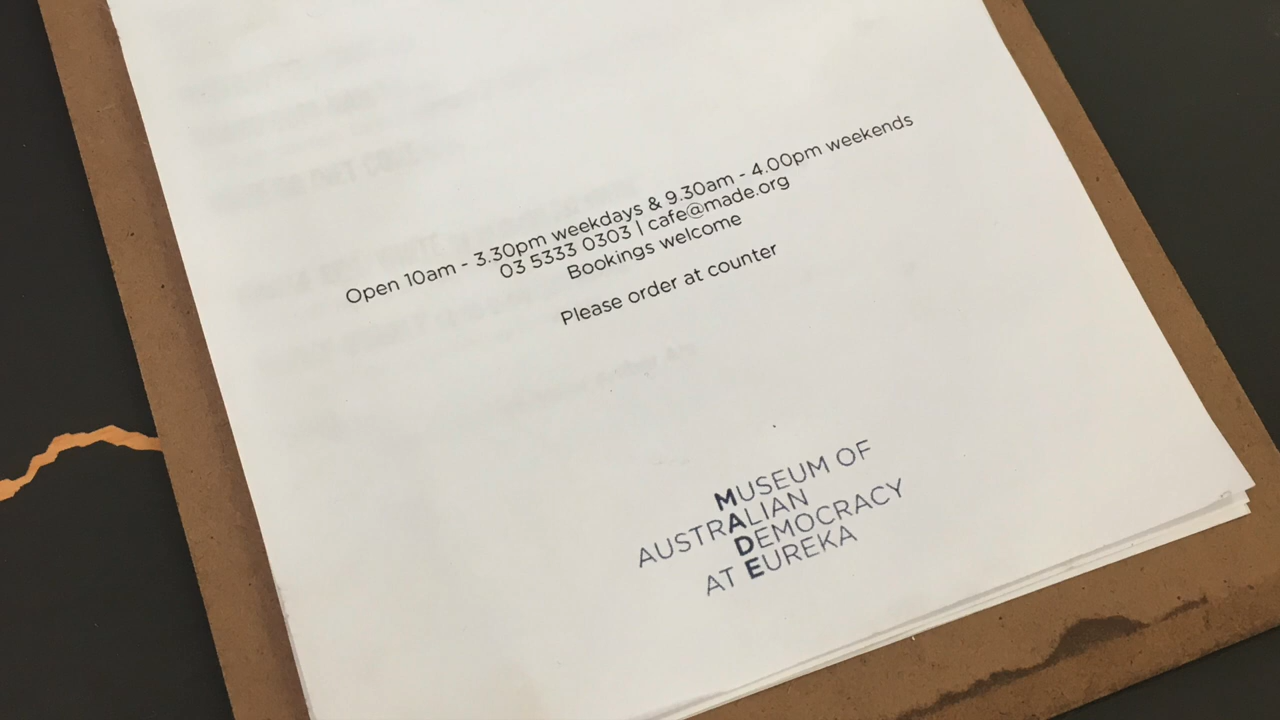 Open 10am - 3.30pm weekdays & 9.30am - 4.00pm weekends
03 5333 0303 | cafe@made.org
Bookings welcome
Please order at counter
MUSEUM OF
AUSTRALIAN
DEMOCRACY
AT EUREKA